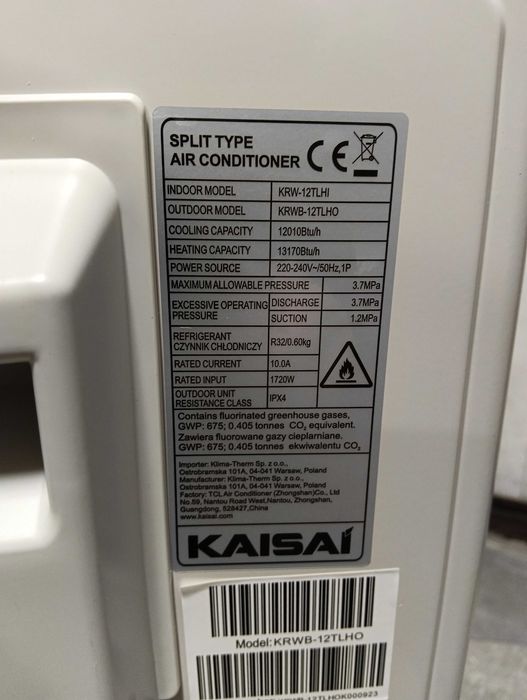 SPLIT TYPE
AIR CONDITIONER CE
INDOOR MODEL KRW-12TLHI
OUTDOOR MODEL KRWB-12TLHO
COOLING CAPACITY 12010Btu/h
HEATING CAPACITY 13170Btu/h
POWER SOURCE 220-240V~/50Hz,1P
MAXIMUM ALLOWABLE PRESSURE 3.7MPa
EXCESSIVE OPERATING PRESSURE DISCHARGE 3.7MPa
SUCTION 1.2MPa
REFRIGERANT
CZYNNIK CHŁODNICZY R32/0.60kg
RATED CURRENT 10.0A
RATED INPUT 1720W
OUTDOOR UNIT
RESISTANCE CLASS IPX4
Contains fluorinated greenhouse gases,
GWP: 675; 0.405 tonnes CO₂ equivalent.
Zawiera fluorowane gazy cieplarniane.
GWP: 675; 0.405 tonnes ekwiwalentu CO₂
Importer: Klima-Therm Sp. z o.o.,
Ostrobramska 101A, 04-041 Warsaw, Poland
Manufacturer: Klima-Therm Sp. z o.o.,
Ostrobramska 101A, 04-041 Warsaw, Poland
Factory: TCL Air Conditioner (Zhongshan)Co., Ltd
No.59, Nantou Road West,Nantou, Zhongshan,
Guangdong, 528427,China
www.kaisai.com
KAISAI
Model:KRWB-12TLHO
KRWB-12TLHOK000923